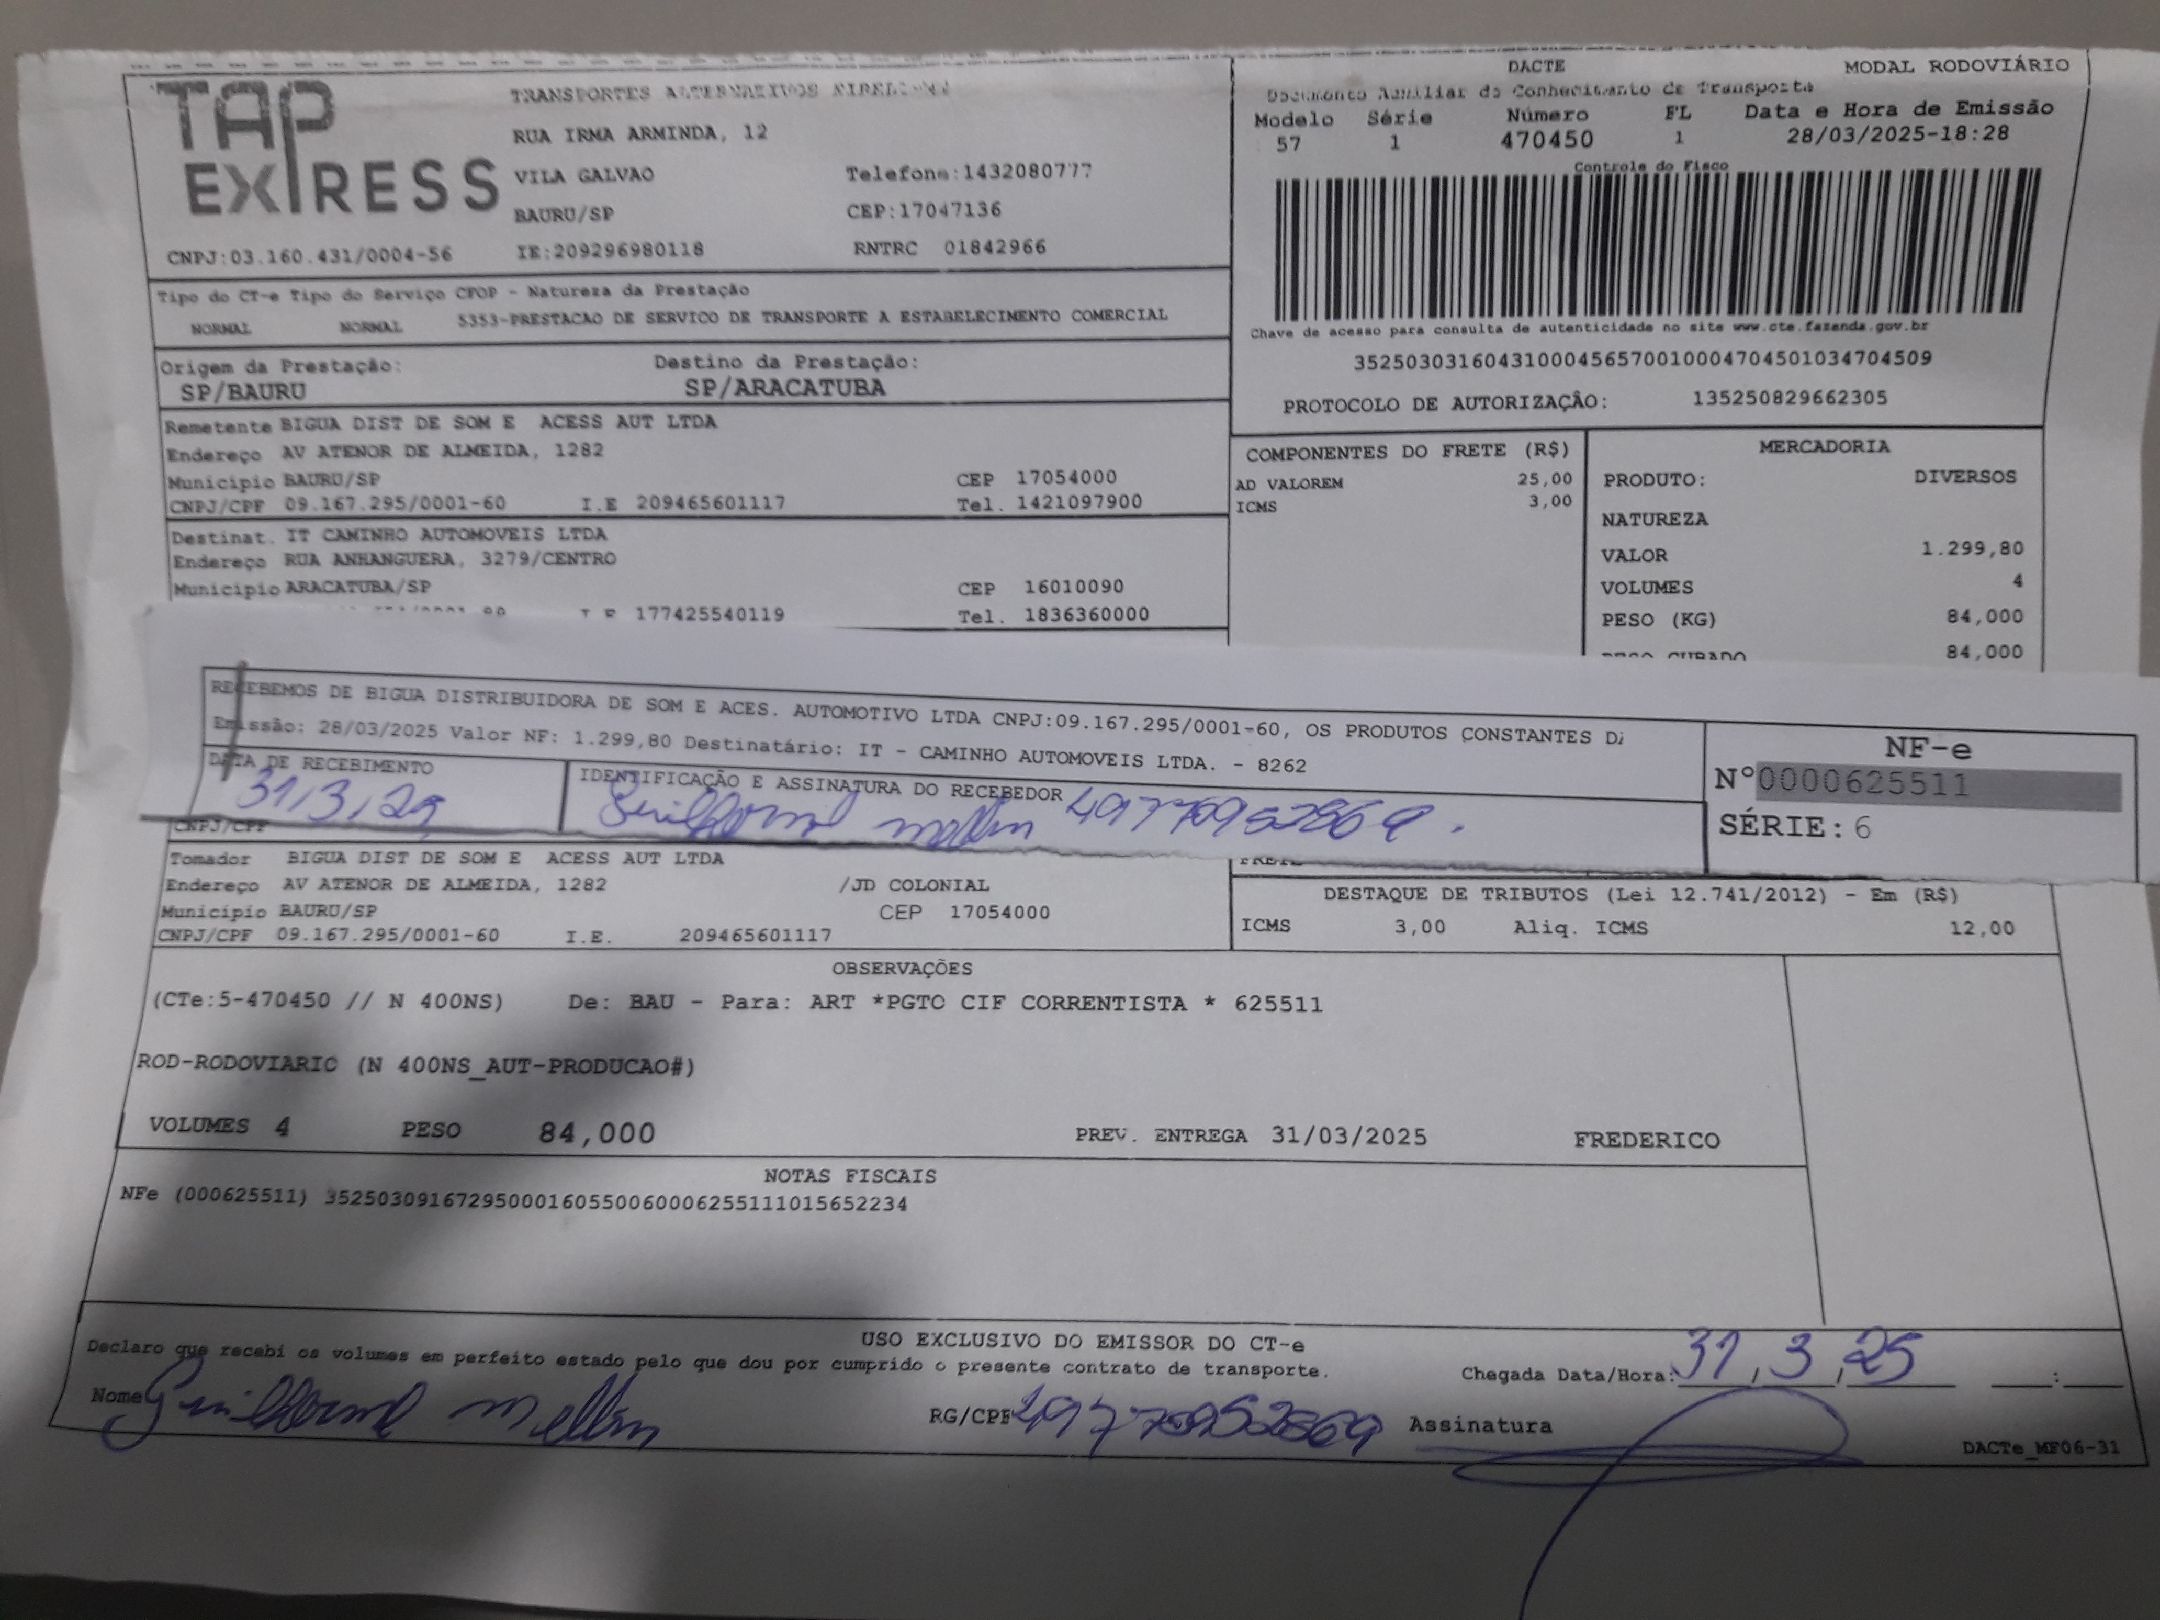 TAP EXPRESS
TRANSPORTES ALTERNATIVOS
RUA IRMA ARMINDA, 12
VILA GALVAO Telefone:1432080777
BAURU/SP CEP:17047136
CNPJ:03.160.431/0004-56 IE:209296980118 RNTRC 01842966
DACTE MODAL RODOVIÁRIO
Documento Auxiliar do Conhecimento de Transporte
Modelo Série Número FL Data e Hora de Emissão
57 1 470450 1 28/03/2025-18:28
Controle do Fisco
Chave de acesso para consulta de autenticidade no site www.cte.fazenda.gov.br
35250303160431000456570010004704501034704509
PROTOCOLO DE AUTORIZAÇÃO: 135250829662305
Tipo do CT-e Tipo do Serviço CFOP - Natureza da Prestação
NORMAL NORMAL 5353-PRESTACAO DE SERVICO DE TRANSPORTE A ESTABELECIMENTO COMERCIAL
Origem da Prestação: Destino da Prestação:
SP/BAURU SP/ARACATUBA
Remetente BIGUA DIST DE SOM E ACESS AUT LTDA
Endereço AV ATENOR DE ALMEIDA, 1282
Município BAURU/SP CEP 17054000
CNPJ/CPF 09.167.295/0001-60 I.E 209465601117 Tel. 1421097900
Destinat. IT CAMINHO AUTOMOVEIS LTDA
Endereço RUA ANHANGUERA, 3279/CENTRO
Município ARACATUBA/SP CEP 16010090
I.E 177425540119 Tel. 1836360000
COMPONENTES DO FRETE (R$)
AD VALOREM 25,00
ICMS 3,00
MERCADORIA
PRODUTO: DIVERSOS
NATUREZA
VALOR 1.299,80
VOLUMES 4
PESO (KG) 84,000
PESO CUBADO 84,000
RECEBEMOS DE BIGUA DISTRIBUIDORA DE SOM E ACES. AUTOMOTIVO LTDA CNPJ:09.167.295/0001-60, OS PRODUTOS CONSTANTES
Emissão: 28/03/2025 Valor NF: 1.299,80 Destinatário: IT - CAMINHO AUTOMOVEIS LTDA. - 8262
DATA DE RECEBIMENTO IDENTIFICAÇÃO E ASSINATURA DO RECEBEDOR
31/3/25
NF-e
Nº0000625511
SÉRIE: 6
CNPJ/CPF
FRETE
Tomador BIGUA DIST DE SOM E ACESS AUT LTDA
Endereço AV ATENOR DE ALMEIDA, 1282 /JD COLONIAL
Município BAURU/SP CEP 17054000
CNPJ/CPF 09.167.295/0001-60 I.E. 209465601117
DESTAQUE DE TRIBUTOS (Lei 12.741/2012) - Em (R$)
ICMS 3,00 Aliq. ICMS 12,00
OBSERVAÇÕES
(CTe:5-470450 // N 400NS) De: BAU - Para: ART *PGTO CIF CORRENTISTA * 625511
ROD-RODOVIARIO (N 400NS_AUT-PRODUCAO#)
VOLUMES 4 PESO 84,000 PREV. ENTREGA 31/03/2025 FREDERICO
NOTAS FISCAIS
NFe (000625511) 35250309167295000160550060006255111015652234
USO EXCLUSIVO DO EMISSOR DO CT-e
Declaro que recebi os volumes em perfeito estado pelo que dou por cumprido o presente contrato de transporte.
Chegada Data/Hora: 31/3/25 :
Nome RG/CPF Assinatura
DACTe_MF06-31